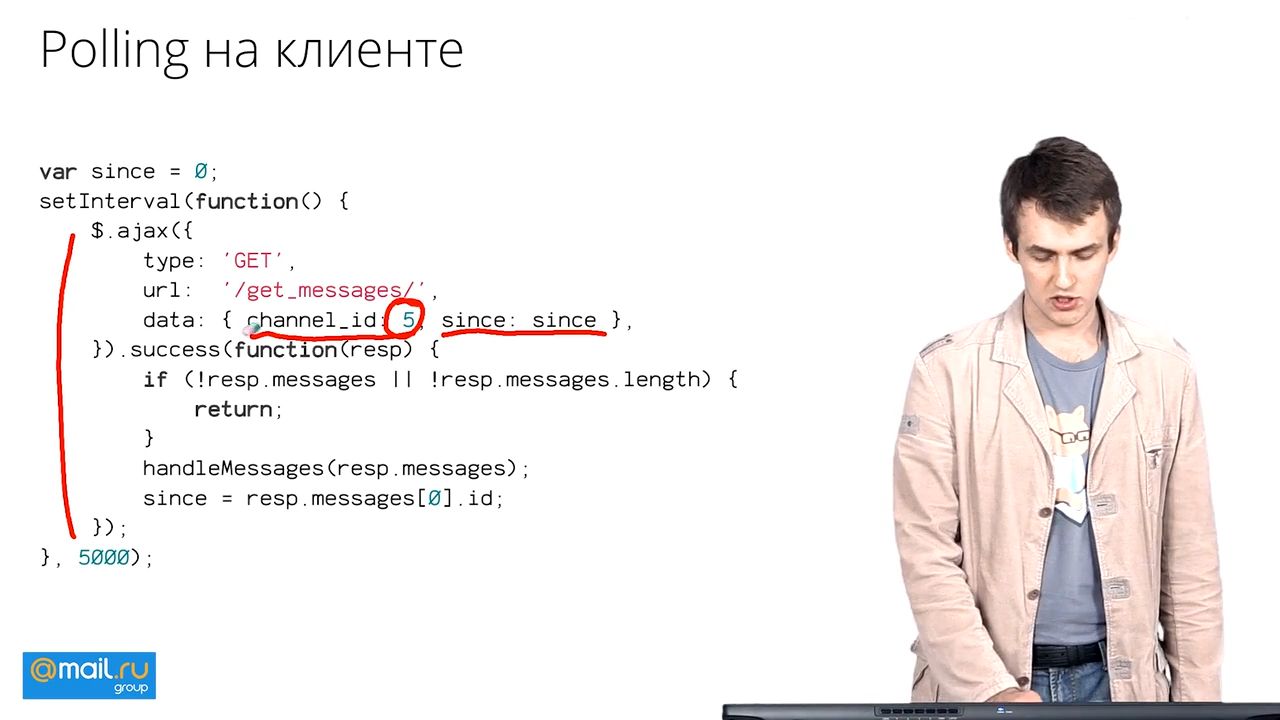 Polling на клиенте
var since = 0;
setInterval(function() {
    $.ajax({
        type: 'GET',
        url: '/get_messages/',
        data: { channel_id: 5, since: since },
    }).success(function(resp) {
        if (!resp.messages || !resp.messages.length) {
            return;
        }
        handleMessages(resp.messages);
        since = resp.messages[0].id;
    });
}, 5000);
@mail.ru
group